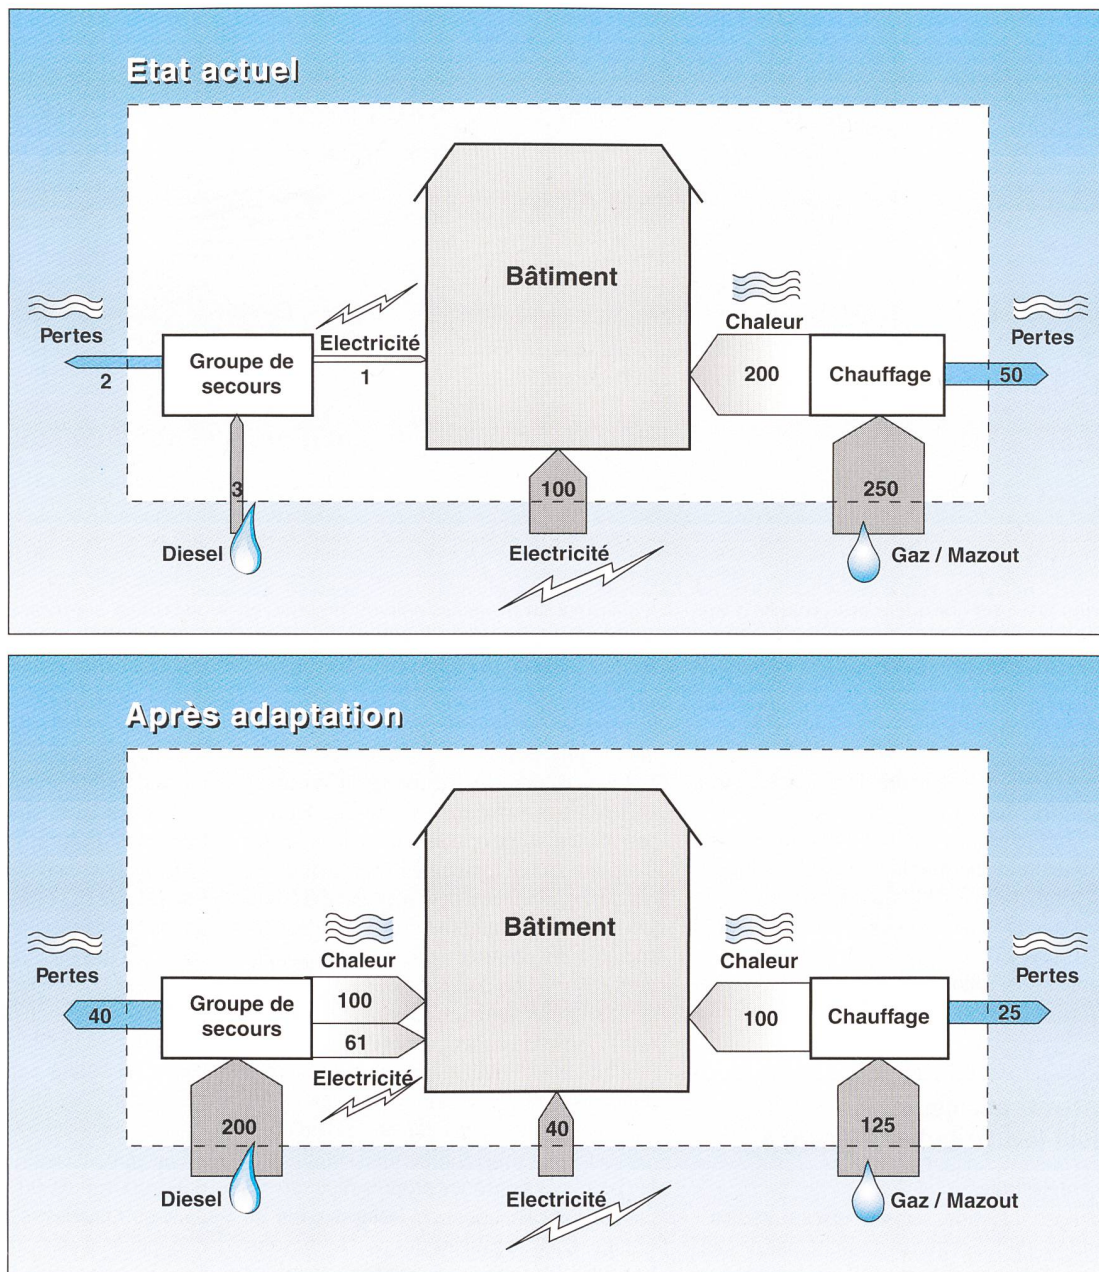 Etat actuel
Bâtiment
Pertes
2
Groupe de
secours
Electricité
1
Chaleur
200
Chauffage
Pertes
50
3
Diesel
100
Electricité
250
Gaz / Mazout
Après adaptation
Bâtiment
Pertes
40
Groupe de
secours
Chaleur
100
61
Electricité
Chaleur
100
Chauffage
Pertes
25
200
Diesel
40
Electricité
125
Gaz / Mazout